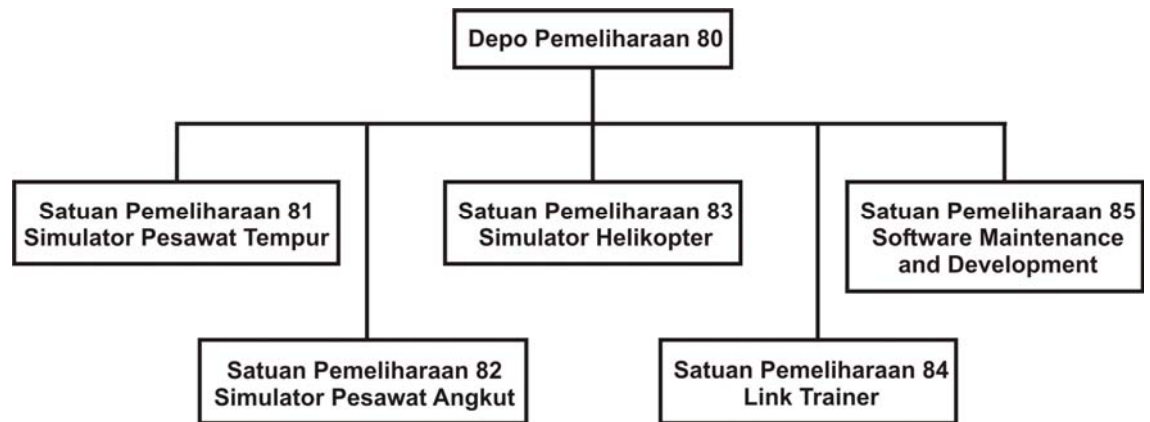 Depo Pemeliharaan 80
Satuan Pemeliharaan 81
Simulator Pesawat Tempur
Satuan Pemeliharaan 83
Simulator Helikopter
Satuan Pemeliharaan 85
Software Maintenance
and Development
Satuan Pemeliharaan 82
Simulator Pesawat Angkut
Satuan Pemeliharaan 84
Link Trainer